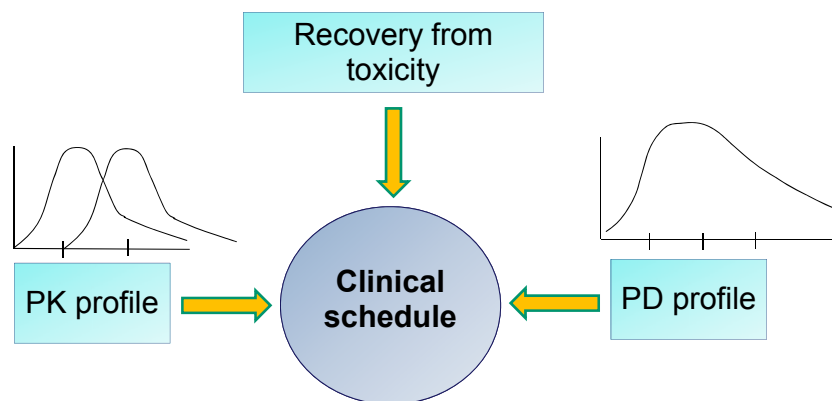 Recovery from
toxicity
PK profile
Clinical
schedule
PD profile